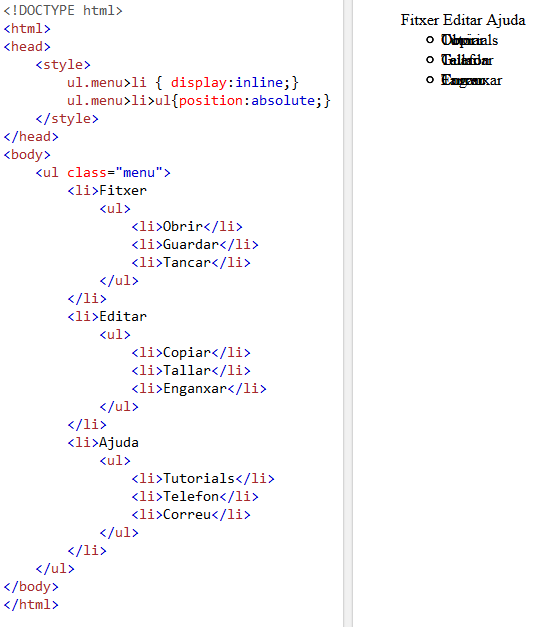 <!DOCTYPE html>
<html>
<head>
    <style>
        ul.menu>li { display:inline;}
        ul.menu>li>ul{position:absolute;}
    </style>
</head>
<body>
    <ul class="menu">
        <li>Fitxer
            <ul>
                <li>Obrir</li>
                <li>Guardar</li>
                <li>Tancar</li>
            </ul>
        </li>
        <li>Editar
            <ul>
                <li>Copiar</li>
                <li>Tallar</li>
                <li>Enganxar</li>
            </ul>
        </li>
        <li>Ajuda
            <ul>
                <li>Tutorials</li>
                <li>Telefon</li>
                <li>Correu</li>
            </ul>
        </li>
    </ul>
</body>
</html>
Fitxer Editar Ajuda